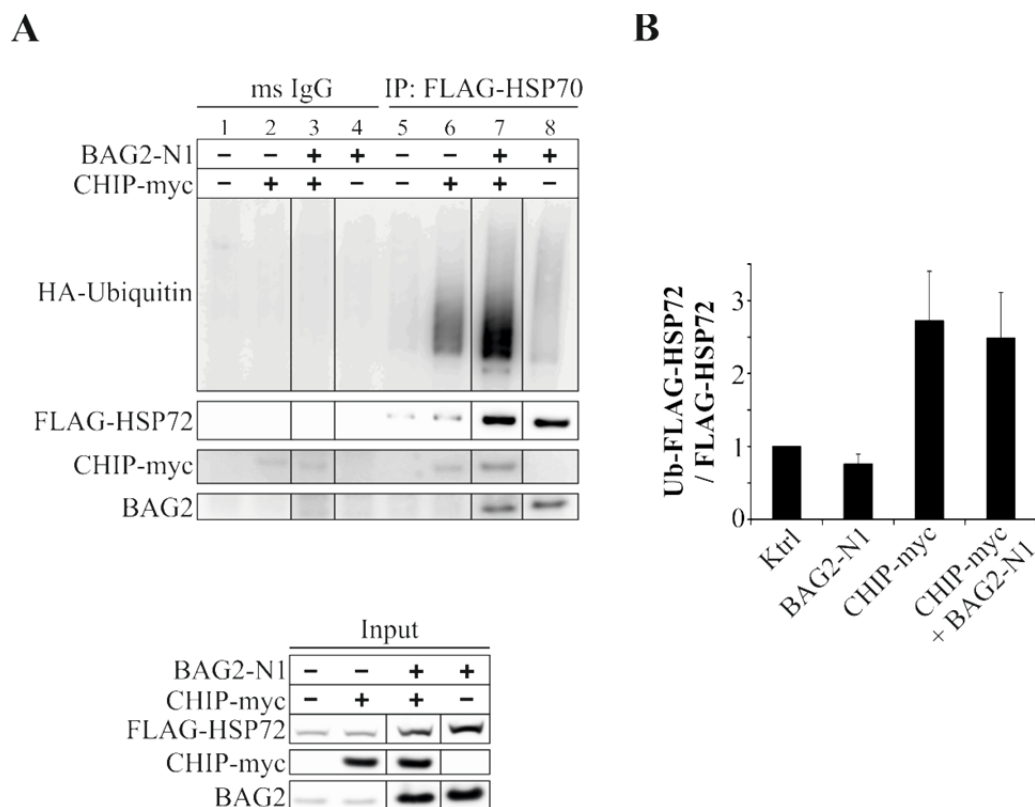 A
ms IgG IP: FLAG-HSP70
1 2 3 4 5 6 7 8
BAG2-N1 − − + + − − + +
CHIP-myc − + + − − + + −
HA-Ubiquitin
FLAG-HSP72
CHIP-myc
BAG2
Input
BAG2-N1 − − + +
CHIP-myc − + + −
FLAG-HSP72
CHIP-myc
BAG2
B
Ub-FLAG-HSP72
/ FLAG-HSP72
3
2
1
0
Ktrl
BAG2-N1
CHIP-myc
CHIP-myc
+ BAG2-N1